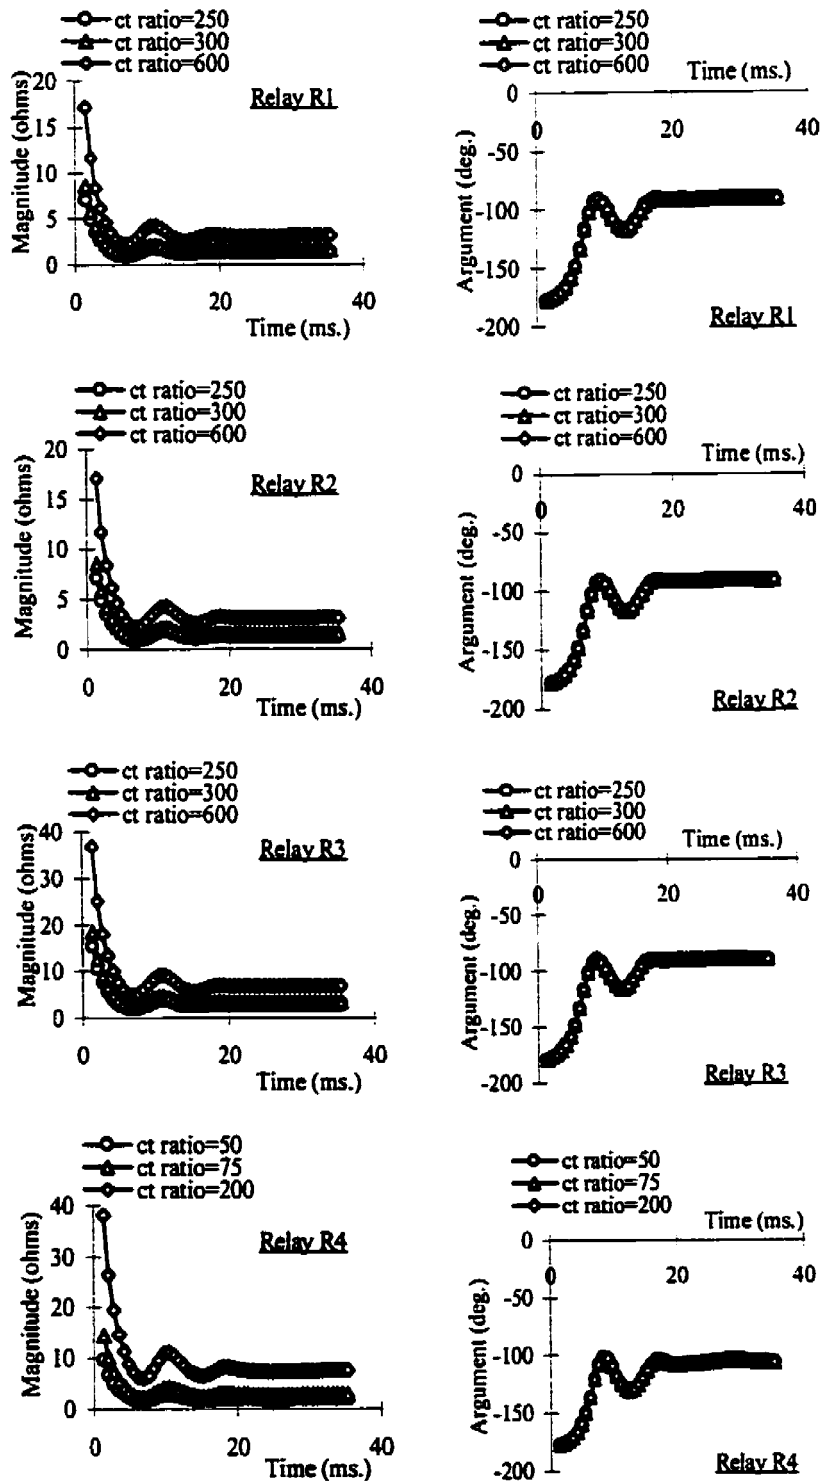 ct ratio=250
ct ratio=300
ct ratio=600
Relay R1
Magnitude (ohms)
20
15
10
5
0
0
20
40
Time (ms.)
ct ratio=250
ct ratio=300
ct ratio=600
Time (ms.)
Argument (deg.)
0
-50
-100
-150
-200
0
20
40
Relay R1
ct ratio=250
ct ratio=300
ct ratio=600
Relay R2
Magnitude (ohms)
20
15
10
5
0
0
20
40
Time (ms.)
ct ratio=250
ct ratio=300
ct ratio=600
Time (ms.)
Argument (deg.)
0
-50
-100
-150
-200
0
20
40
Relay R2
ct ratio=250
ct ratio=300
ct ratio=600
Relay R3
Magnitude (ohms)
40
30
20
10
0
0
20
40
Time (ms.)
ct ratio=250
ct ratio=300
ct ratio=600
Time (ms.)
Argument (deg.)
0
-50
-100
-150
-200
0
20
40
Relay R3
ct ratio=50
ct ratio=75
ct ratio=200
Relay R4
Magnitude (ohms)
40
30
20
10
0
0
20
40
Time (ms.)
ct ratio=50
ct ratio=75
ct ratio=200
Time (ms.)
Argument (deg.)
0
-50
-100
-150
-200
0
20
40
Relay R4